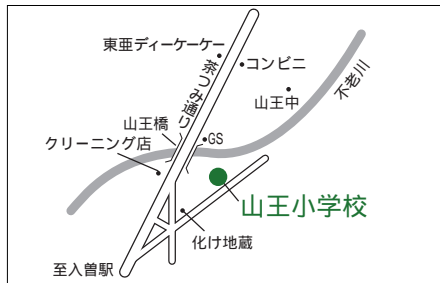 東亜ディーケーケー
コンビニ
茶つみ通り
山王中
不老川
山王橋
GS
クリーニング店
山王小学校
化け地蔵
至入曽駅